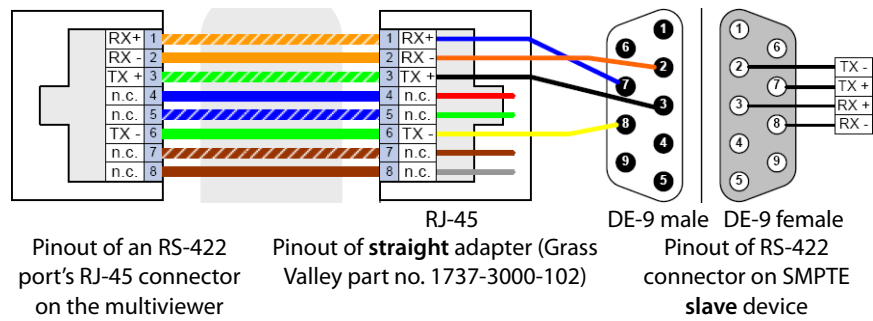 RX+ 1 1 RX+
RX - 2 2 RX -
TX + 3 3 TX +
n.c. 4 4 n.c.
n.c. 5 5 n.c.
TX - 6 6 TX -
n.c. 7 7 n.c.
n.c. 8 8 n.c.
1
6
2
7
3
8
4
9
5
1
6
2
7
3
8
4
9
5
TX -
TX +
RX +
RX -
RJ-45
DE-9 male
DE-9 female
Pinout of an RS-422
port's RJ-45 connector
on the multiviewer
Pinout of straight adapter (Grass
Valley part no. 1737-3000-102)
Pinout of RS-422
connector on SMPTE
slave device